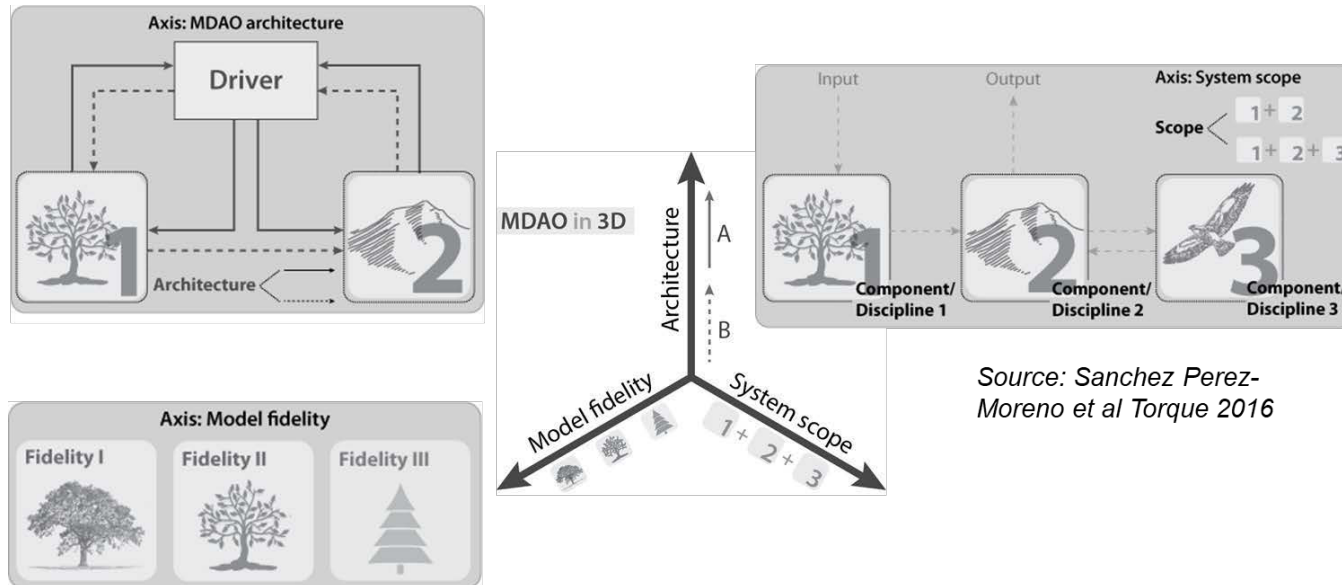 Axis: MDAO architecture
Driver
1
2
Architecture
Axis: Model fidelity
Fidelity I
Fidelity II
Fidelity III
MDAO in 3D
Architecture
A
B
Model fidelity
System scope
1 + 2 + 3
Input
Output
Axis: System scope
Scope
1 + 2
1 + 2 + 3
1
2
3
Component/
Discipline 1
Component/
Discipline 2
Component/
Discipline 3
Source: Sanchez Perez-
Moreno et al Torque 2016